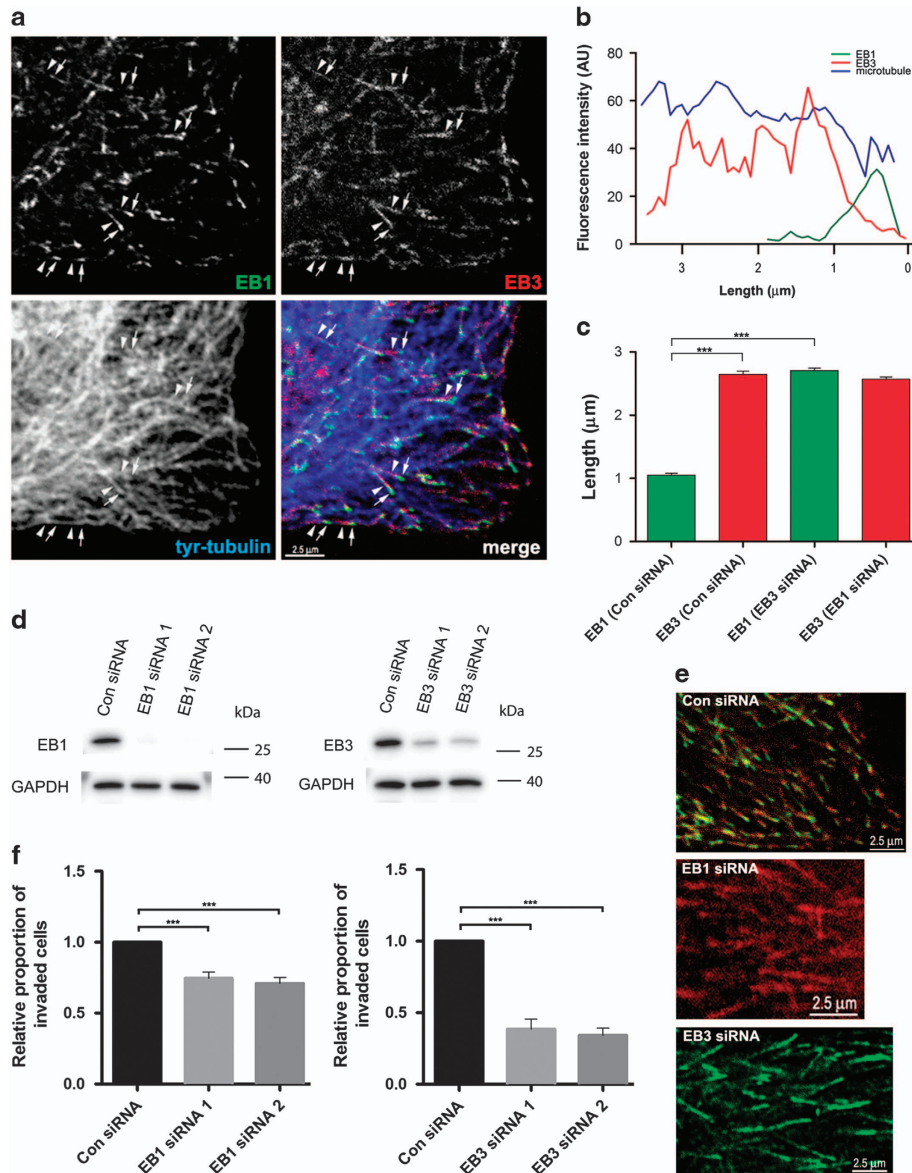 a
EB1
EB3
tyr-tubulin
merge
2.5 μm
b
Fluorescence intensity (AU)
80
60
40
20
0
3
2
1
0
Length (μm)
EB1
EB3
microtubule
c
Length (μm)
3
2
1
0
***
***
EB1 (Con siRNA)
EB3 (Con siRNA)
EB1 (EB3 siRNA)
EB3 (EB1 siRNA)
d
Con siRNA
EB1 siRNA 1
EB1 siRNA 2
kDa
EB1
25
GAPDH
40
Con siRNA
EB3 siRNA 1
EB3 siRNA 2
kDa
EB3
25
GAPDH
40
e
Con siRNA
2.5 μm
EB1 siRNA
2.5 μm
EB3 siRNA
2.5 μm
f
Relative proportion of
invaded cells
1.5
1.0
0.5
0.0
***
***
Con siRNA
EB1 siRNA 1
EB1 siRNA 2
Relative proportion of
invaded cells
1.5
1.0
0.5
0.0
***
***
Con siRNA
EB3 siRNA 1
EB3 siRNA 2